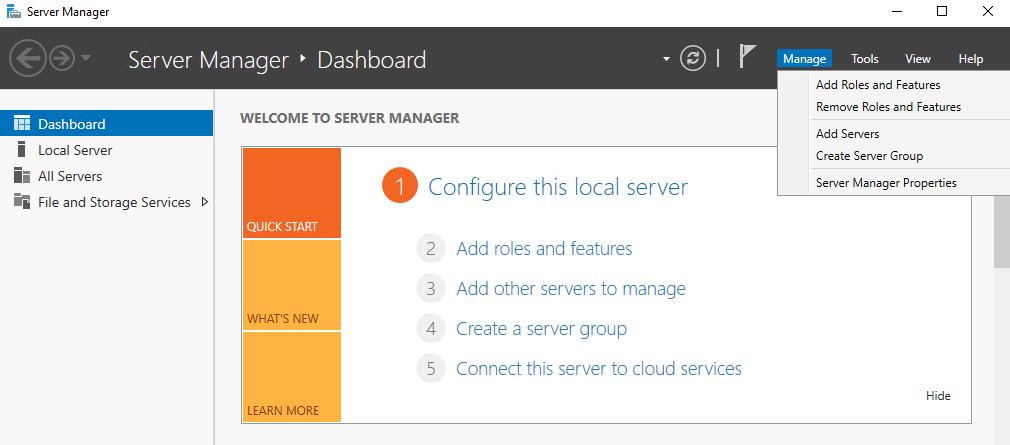 Server Manager
Server Manager ‣ Dashboard
Manage
Tools
View
Help
Add Roles and Features
Remove Roles and Features
Add Servers
Create Server Group
Server Manager Properties
Dashboard
Local Server
All Servers
File and Storage Services
WELCOME TO SERVER MANAGER
QUICK START
WHAT'S NEW
LEARN MORE
1 Configure this local server
2 Add roles and features
3 Add other servers to manage
4 Create a server group
5 Connect this server to cloud services
Hide